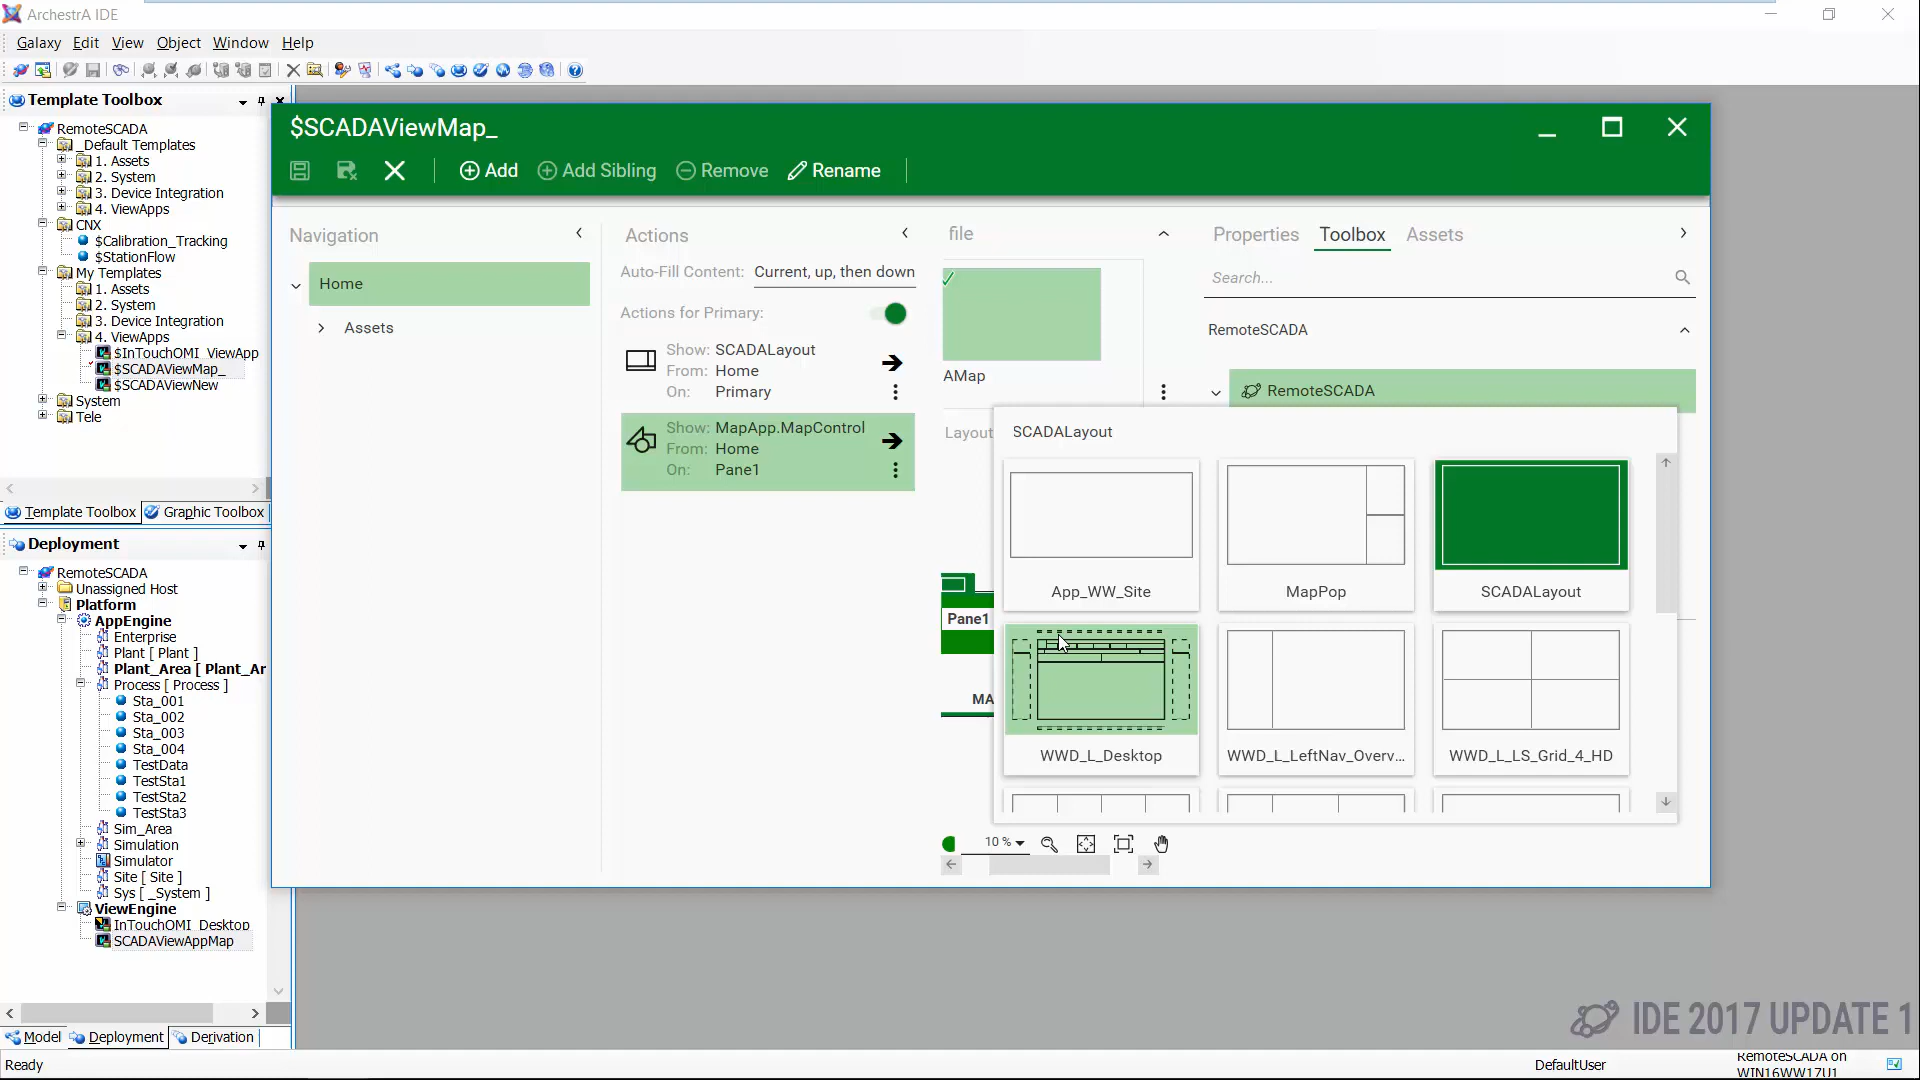 ArchestrA IDE
Galaxy Edit View Object Window Help
Template Toolbox
RemoteSCADA
_Default Templates
1. Assets
2. System
3. Device Integration
4. ViewApps
CNX
$Calibration_Tracking
$StationFlow
My Templates
1. Assets
2. System
3. Device Integration
4. ViewApps
$InTouchOMI_ViewApp
$SCADAViewMap_
$SCADAViewNew
System
Tele
Template Toolbox Graphic Toolbox
Deployment
RemoteSCADA
Unassigned Host
Platform
AppEngine
Enterprise
Plant [ Plant ]
Plant_Area [ Plant_Ar
Process [ Process ]
Sta_001
Sta_002
Sta_003
Sta_004
TestData
TestSta1
TestSta2
TestSta3
Sim_Area
Simulation
Simulator
Site [ Site ]
Sys [ _System ]
ViewEngine
InTouchOMI_Desktop
SCADAViewAppMap
Model Deployment Derivation
Ready
$SCADAViewMap_
Add Add Sibling Remove Rename
Navigation
Home
Assets
Actions
Auto-Fill Content: Current, up, then down
Actions for Primary:
Show: SCADALayout
From: Home
On: Primary
Show: MapApp.MapControl
From: Home
On: Pane1
file
AMap
Layout
Pane1
MA
10 %
Properties Toolbox Assets
Search...
RemoteSCADA
RemoteSCADA
SCADALayout
App_WW_Site MapPop SCADALayout
WWD_L_Desktop WWD_L_LeftNav_Overv... WWD_L_LS_Grid_4_HD
IDE 2017 UPDATE 1
DefaultUser
RemoteSCADA on
WIN16WW17U1